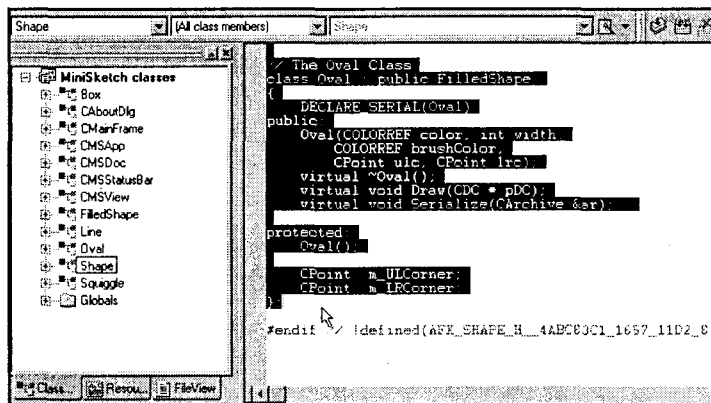 Shape (All class members) Shape
MiniSketch classes
Box
CAboutDlg
CMainFrame
CMSApp
CMSDoc
CMSStatusBar
CMSView
FilledShape
Line
Oval
Shape
Squiggle
Globals
Class... Resou... FileView
// The Oval Class
class Oval : public FilledShape
{
DECLARE_SERIAL(Oval)
public:
Oval(COLORREF color, int width,
COLORREF brushColor,
CPoint ulc, CPoint lrc);
virtual ~Oval();
virtual void Draw(CDC * pDC);
virtual void Serialize(CArchive &ar);
protected:
Oval();
CPoint m_ULCorner;
CPoint m_LRCorner;
};
#endif // !defined(AFX_SHAPE_H__4ABC83C1_1657_11D2_8